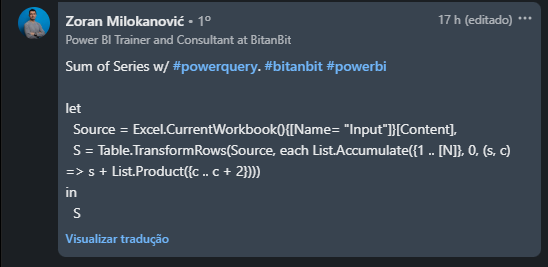 Zoran Milokanović • 1º
17 h (editado) •••
Power BI Trainer and Consultant at BitanBit
Sum of Series w/ #powerquery. #bitanbit #powerbi
let
Source = Excel.CurrentWorkbook(){[Name= "Input"]}[Content],
S = Table.TransformRows(Source, each List.Accumulate({1 .. [N]}, 0, (s, c)
=> s + List.Product({c .. c + 2})))
in
S
Visualizar tradução